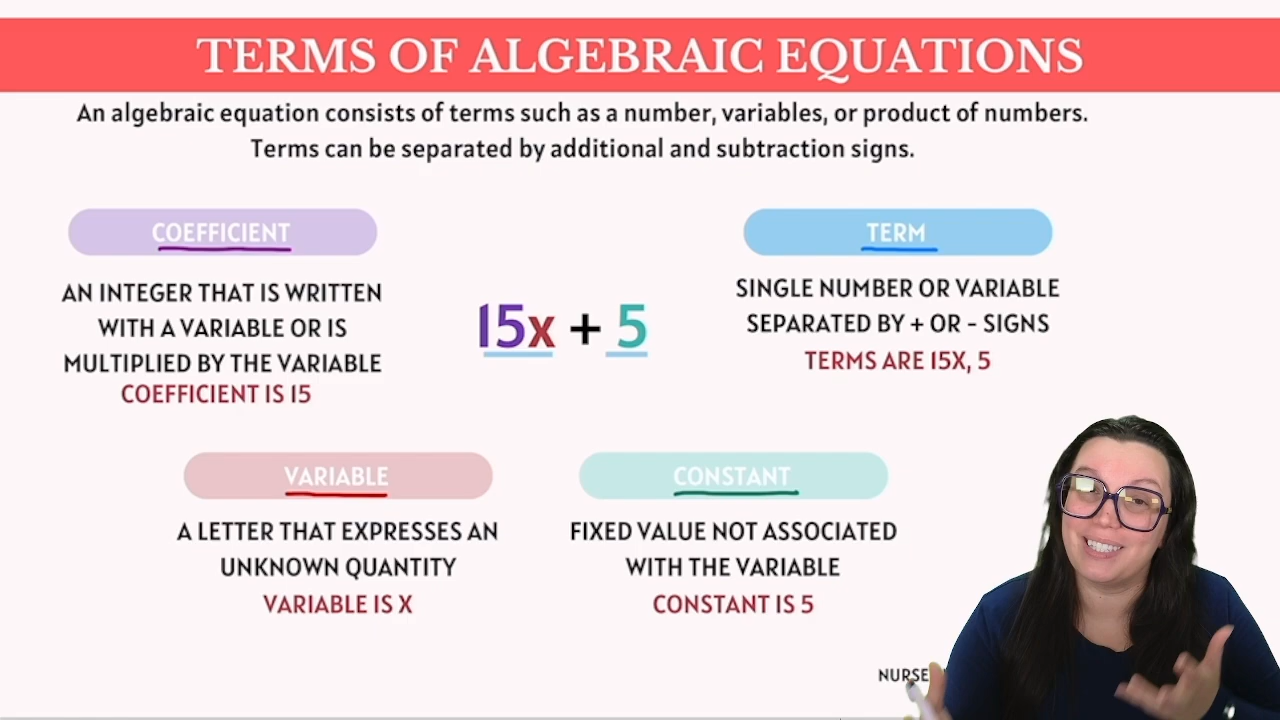 TERMS OF ALGEBRAIC EQUATIONS
An algebraic equation consists of terms such as a number, variables, or product of numbers.
Terms can be separated by additional and subtraction signs.
COEFFICIENT
AN INTEGER THAT IS WRITTEN
WITH A VARIABLE OR IS
MULTIPLIED BY THE VARIABLE
COEFFICIENT IS 15
15x + 5
TERM
SINGLE NUMBER OR VARIABLE
SEPARATED BY + OR - SIGNS
TERMS ARE 15X, 5
VARIABLE
A LETTER THAT EXPRESSES AN
UNKNOWN QUANTITY
VARIABLE IS X
CONSTANT
FIXED VALUE NOT ASSOCIATED
WITH THE VARIABLE
CONSTANT IS 5
NURSE